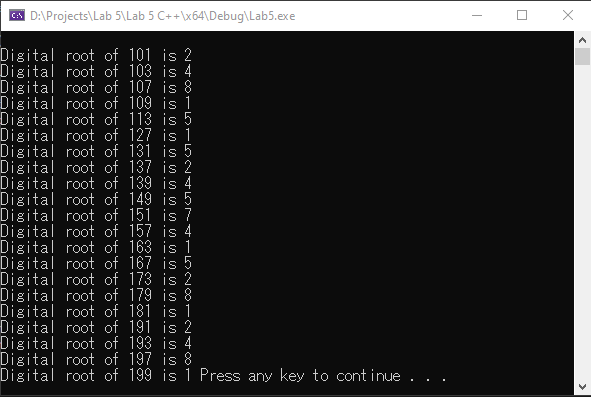 D:\Projects\Lab 5\Lab 5 C++\x64\Debug\Lab5.exe
Digital root of 101 is 2
Digital root of 103 is 4
Digital root of 107 is 8
Digital root of 109 is 1
Digital root of 113 is 5
Digital root of 127 is 1
Digital root of 131 is 5
Digital root of 137 is 2
Digital root of 139 is 4
Digital root of 149 is 5
Digital root of 151 is 7
Digital root of 157 is 4
Digital root of 163 is 1
Digital root of 167 is 5
Digital root of 173 is 2
Digital root of 179 is 8
Digital root of 181 is 1
Digital root of 191 is 2
Digital root of 193 is 4
Digital root of 197 is 8
Digital root of 199 is 1 Press any key to continue . . .